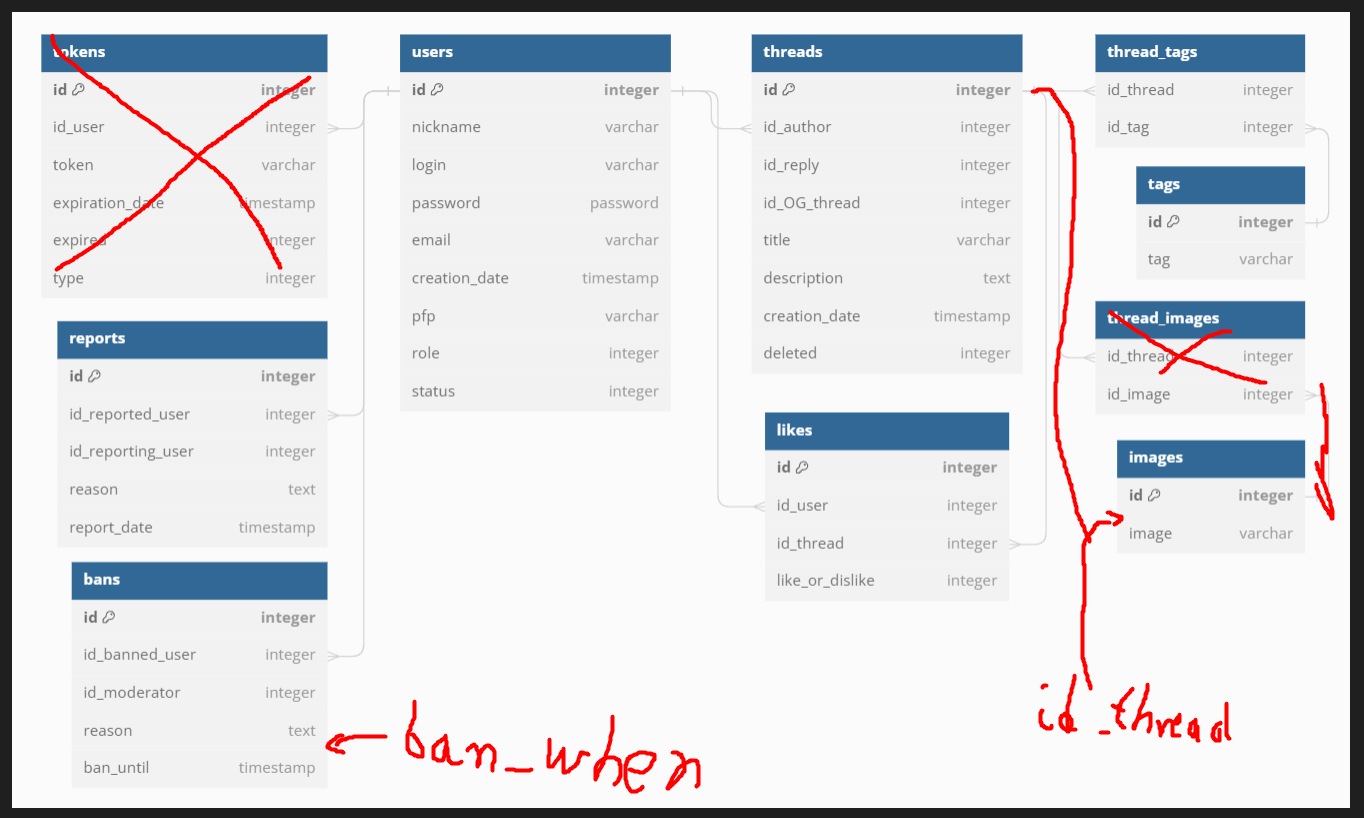 tokens
id integer
id_user integer
token varchar
expiration_date timestamp
expired integer
type integer
reports
id integer
id_reported_user integer
id_reporting_user integer
reason text
report_date timestamp
bans
id integer
id_banned_user integer
id_moderator integer
reason text
ban_until timestamp
ban_when
users
id integer
nickname varchar
login varchar
password password
email varchar
creation_date timestamp
pfp varchar
role integer
status integer
threads
id integer
id_author integer
id_reply integer
id_OG_thread integer
title varchar
description text
creation_date timestamp
deleted integer
likes
id integer
id_user integer
id_thread integer
like_or_dislike integer
thread_tags
id_thread integer
id_tag integer
tags
id integer
tag varchar
thread_images
id_thread integer
id_image integer
images
id integer
image varchar
id_thread